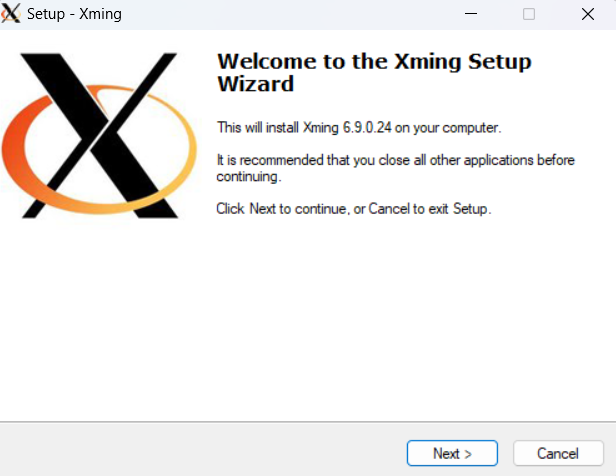 Setup - Xming
Welcome to the Xming Setup
Wizard
This will install Xming 6.9.0.24 on your computer.
It is recommended that you close all other applications before
continuing.
Click Next to continue, or Cancel to exit Setup.
Next >
Cancel